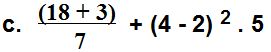 c. (18 + 3)/7 + (4 - 2) ² . 5